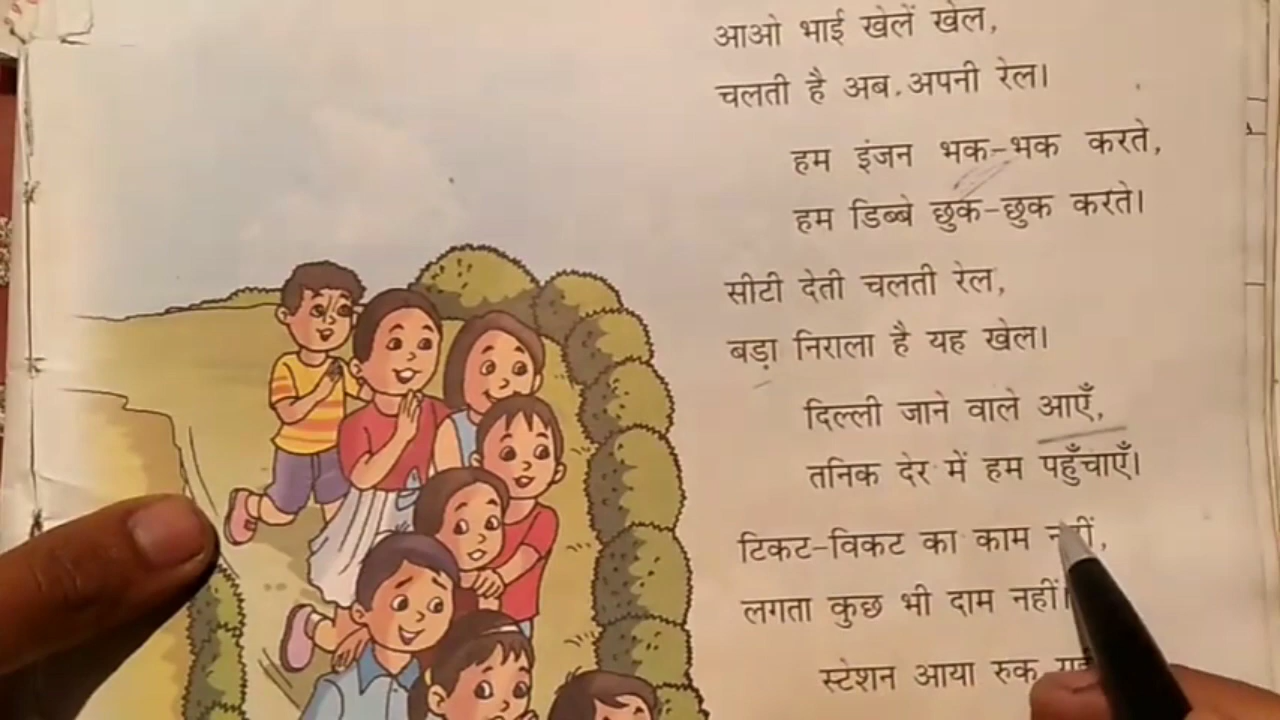 आओ भाई खेलें खेल,
चलती है अब अपनी रेल।
हम इंजन भक-भक करते,
हम डिब्बे छुक-छुक करते।
सीटी देती चलती रेल,
बड़ा निराला है यह खेल।
दिल्ली जाने वाले आएँ,
तनिक देर में हम पहुँचाएँ।
टिकट-विकट का काम नहीं,
लगता कुछ भी दाम नहीं।
स्टेशन आया रुक